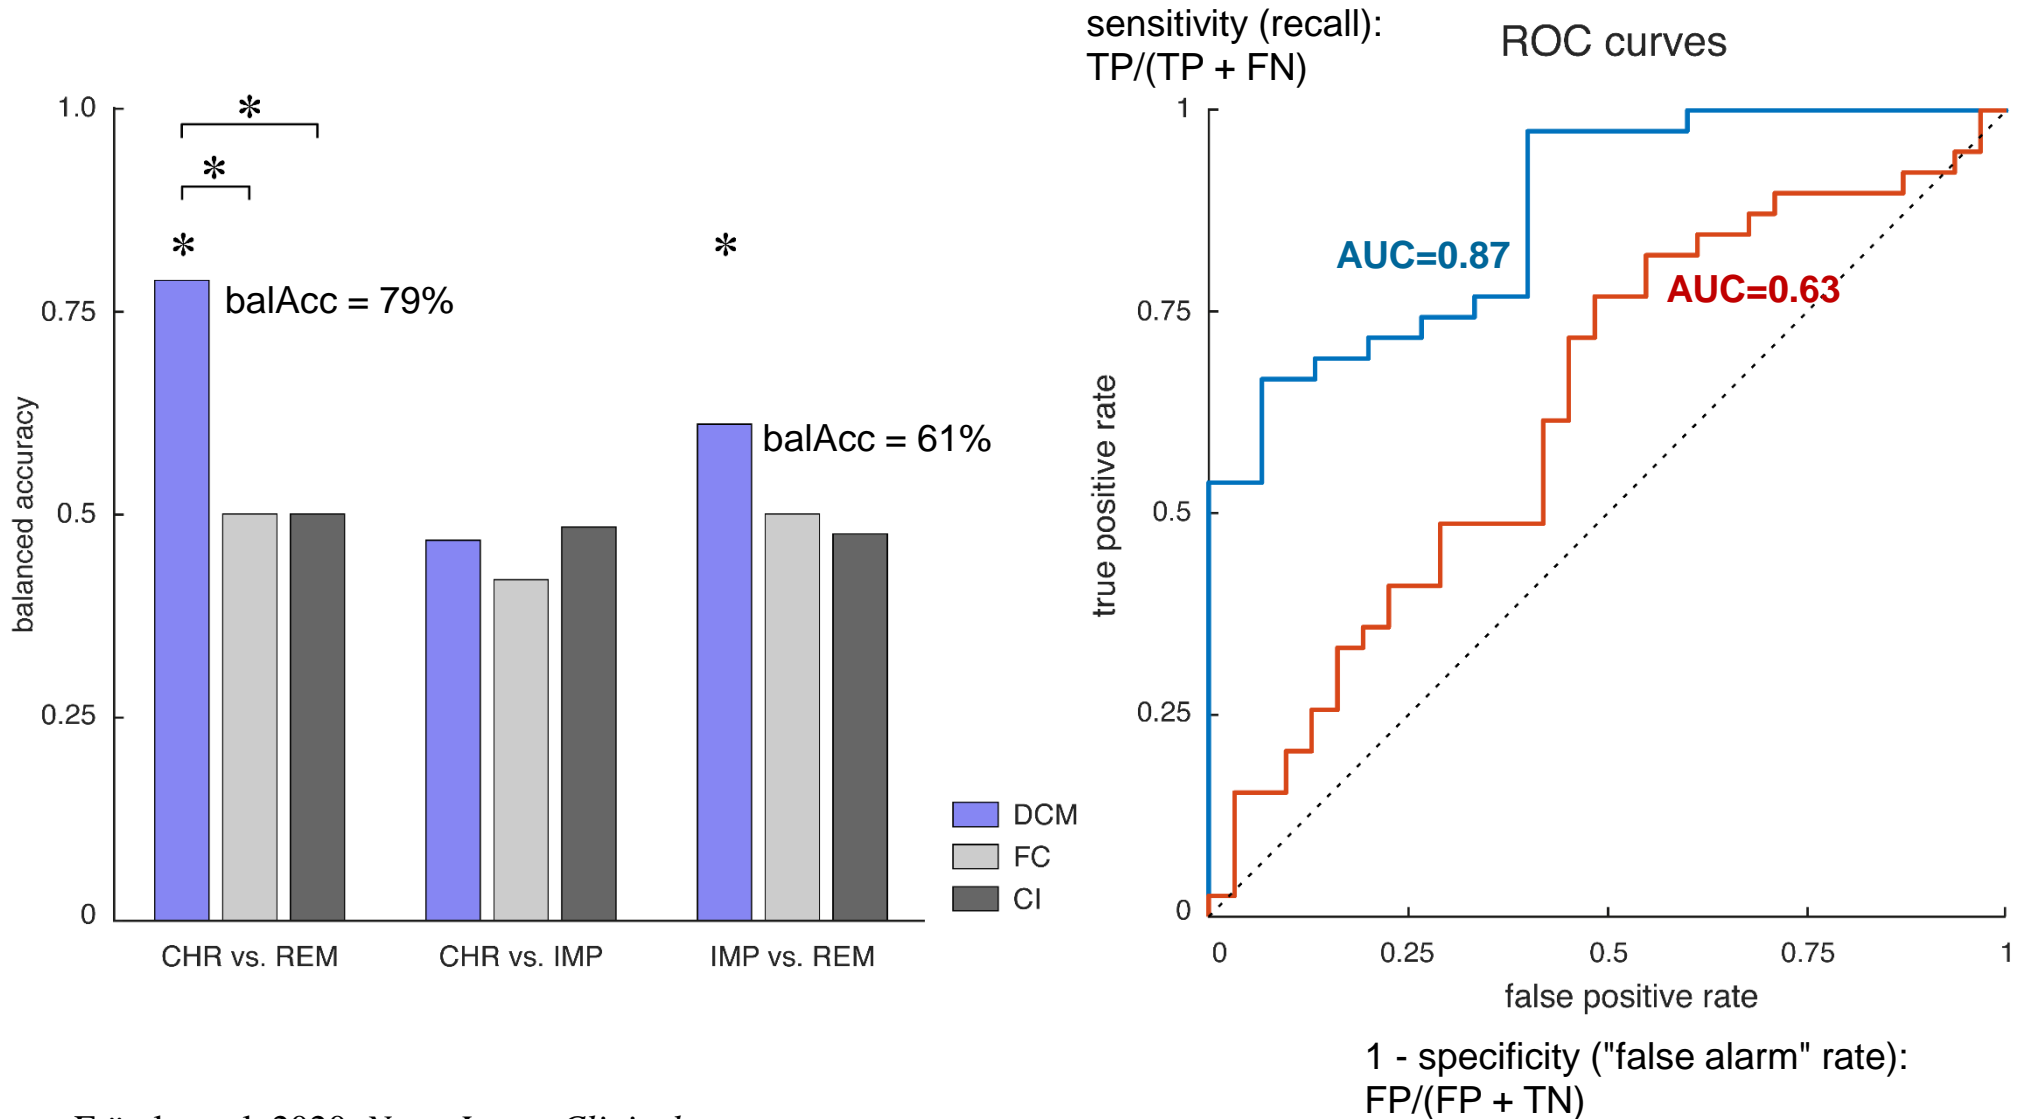 sensitivity (recall):
TP/(TP + FN)
ROC curves
1.0
0.75
0.5
0.25
0
balanced accuracy
*
*
*
*
balAcc = 79%
balAcc = 61%
CHR vs. REM
CHR vs. IMP
IMP vs. REM
DCM
FC
CI
1
0.75
0.5
0.25
0
true positive rate
AUC=0.87
AUC=0.63
0
0.25
0.5
0.75
1
false positive rate
1 - specificity ("false alarm" rate):
FP/(FP + TN)
2020